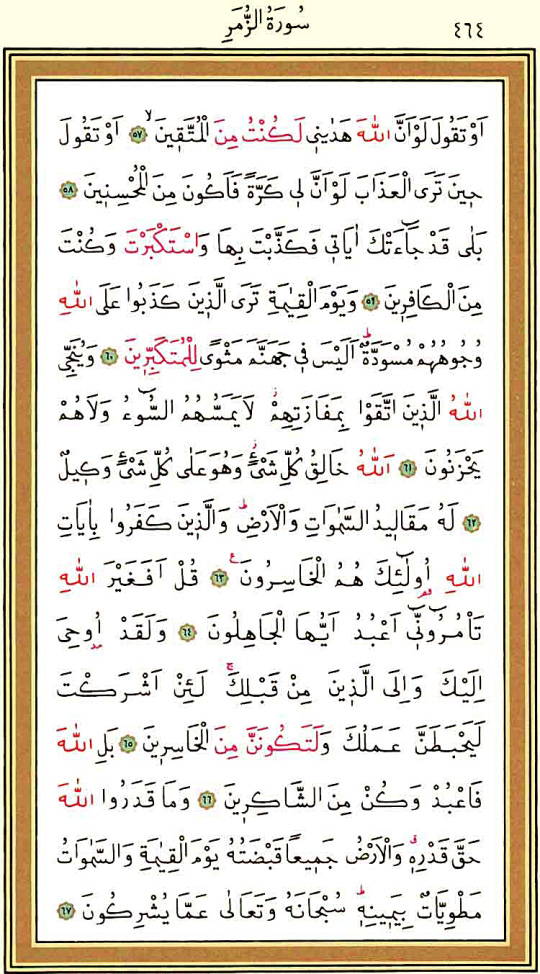 سُورَةُ الزُّمَرِ ٤٦٤
اَوْ تَقُولَ لَوْ اَنَّ اللّٰهَ هَدٰينٖى لَكُنْتُ مِنَ الْمُتَّقٖينَۙ ﴿٥٧﴾ اَوْ تَقُولَ
حٖينَ تَرَى الْعَذَابَ لَوْ اَنَّ لٖى كَرَّةً فَاَكُونَ مِنَ الْمُحْسِنٖينَ ﴿٥٨﴾
بَلٰى قَدْ جَٓاءَتْكَ اٰيَاتٖى فَكَذَّبْتَ بِهَا وَاسْتَكْبَرْتَ وَكُنْتَ
مِنَ الْكَافِرٖينَ ﴿٥٩﴾ وَيَوْمَ الْقِيٰمَةِ تَرَى الَّذٖينَ كَذَبُوا عَلَى اللّٰهِ
وُجُوهُهُمْ مُسْوَدَّةٌؕ اَلَيْسَ فٖى جَهَنَّمَ مَثْوًى لِلْمُتَكَبِّرٖينَ ﴿٦٠﴾ وَيُنَجِّى
اللّٰهُ الَّذٖينَ اتَّقَوْا بِمَفَازَتِهِمْؗ لَا يَمَسُّهُمُ السُّٓوءُ وَلَا هُمْ
يَحْزَنُونَ ﴿٦١﴾ اَللّٰهُ خَالِقُ كُلِّ شَىْءٍؗ وَهُوَ عَلٰى كُلِّ شَىْءٍ وَكٖيلٌ
﴿٦٢﴾ لَهُ مَقَالٖيدُ السَّمٰوَاتِ وَالْاَرْضِؕ وَالَّذٖينَ كَفَرُوا بِاٰيَاتِ
اللّٰهِ اُو۬لٰٓئِكَ هُمُ الْخَاسِرُونَࣖ ﴿٦٣﴾ قُلْ اَفَغَيْرَ اللّٰهِ
تَاْمُرُٓونّٖٓى اَعْبُدُ اَيُّهَا الْجَاهِلُونَ ﴿٦٤﴾ وَلَقَدْ اُو۫حِىَ
اِلَيْكَ وَاِلَى الَّذٖينَ مِنْ قَبْلِكَۚ لَئِنْ اَشْرَكْتَ
لَيَحْبَطَنَّ عَمَلُكَ وَلَتَكُونَنَّ مِنَ الْخَاسِرٖينَ ﴿٦٥﴾ بَلِ اللّٰهَ
فَاعْبُدْ وَكُنْ مِنَ الشَّاكِرٖينَ ﴿٦٦﴾ وَمَا قَدَرُوا اللّٰهَ
حَقَّ قَدْرِهٖؗ وَالْاَرْضُ جَمٖيعًا قَبْضَتُهُ يَوْمَ الْقِيٰمَةِ وَالسَّمٰوَاتُ
مَطْوِيَّاتٌ بِيَمٖينِهٖؕ سُبْحَانَهُ وَتَعَالٰى عَمَّا يُشْرِكُونَ ﴿٦٧﴾